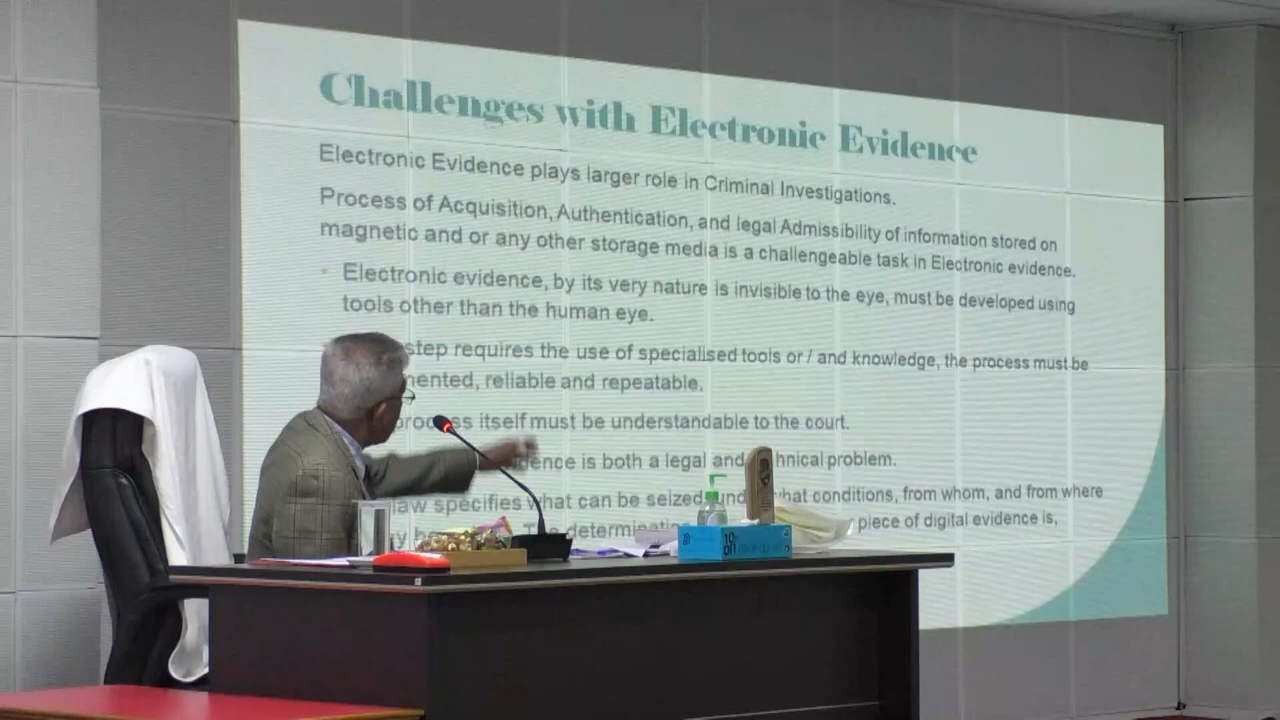 Challenges with Electronic Evidence
Electronic Evidence plays larger role in Criminal Investigations.
Process of Acquisition, Authentication, and legal Admissibility of information stored on
magnetic and or any other storage media is a challengeable task in Electronic evidence.
Electronic evidence, by its very nature is invisible to the eye, must be developed using
tools other than the human eye.
step requires the use of specialised tools or / and knowledge, the process must be
mented, reliable and repeatable.
process itself must be understandable to the court.
dence is both a legal and chnical problem.
law specifies what can be seized, und what conditions, from whom, and from where
piece of digital evidence is,